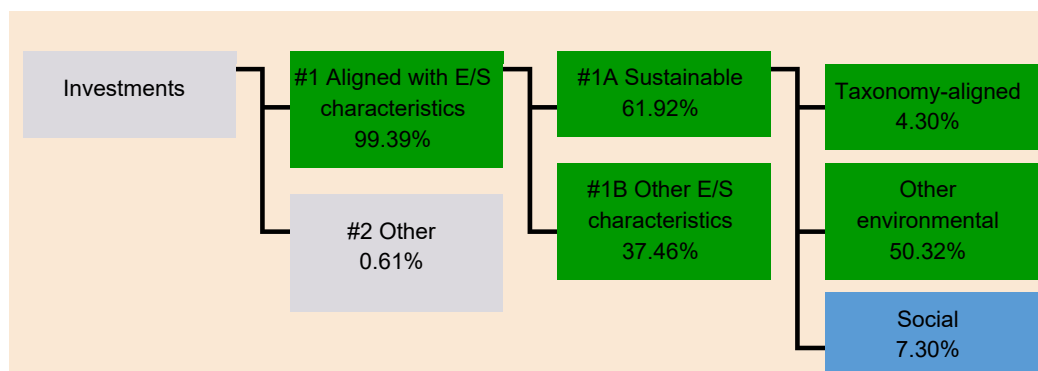 Investments
#1 Aligned with E/S
characteristics
99.39%
#2 Other
0.61%
#1A Sustainable
61.92%
#1B Other E/S
characteristics
37.46%
Taxonomy-aligned
4.30%
Other
environmental
50.32%
Social
7.30%